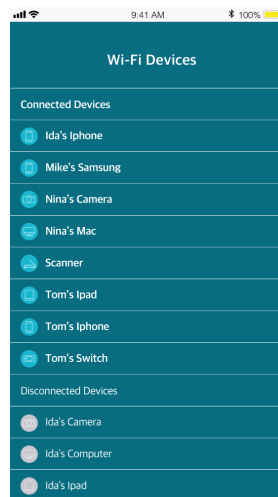 9:41 AM
100%
Wi-Fi Devices
Connected Devices
Ida's Iphone
Mike's Samsung
Nina's Camera
Nina's Mac
Scanner
Tom's Ipad
Tom's Iphone
Tom's Switch
Disconnected Devices
Ida's Camera
Ida's Computer
Ida's Ipad